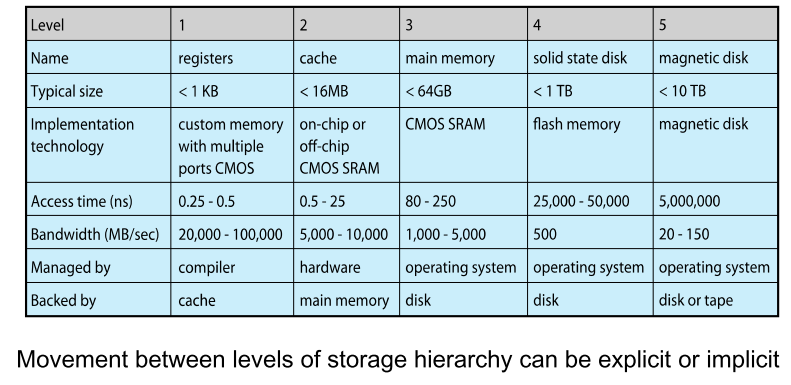 Level 1 2 3 4 5
Name registers cache main memory solid state disk magnetic disk
Typical size < 1 KB < 16MB < 64GB < 1 TB < 10 TB
Implementation technology custom memory with multiple ports CMOS on-chip or off-chip CMOS SRAM CMOS SRAM flash memory magnetic disk
Access time (ns) 0.25 - 0.5 0.5 - 25 80 - 250 25,000 - 50,000 5,000,000
Bandwidth (MB/sec) 20,000 - 100,000 5,000 - 10,000 1,000 - 5,000 500 20 - 150
Managed by compiler hardware operating system operating system operating system
Backed by cache main memory disk disk disk or tape
Movement between levels of storage hierarchy can be explicit or implicit